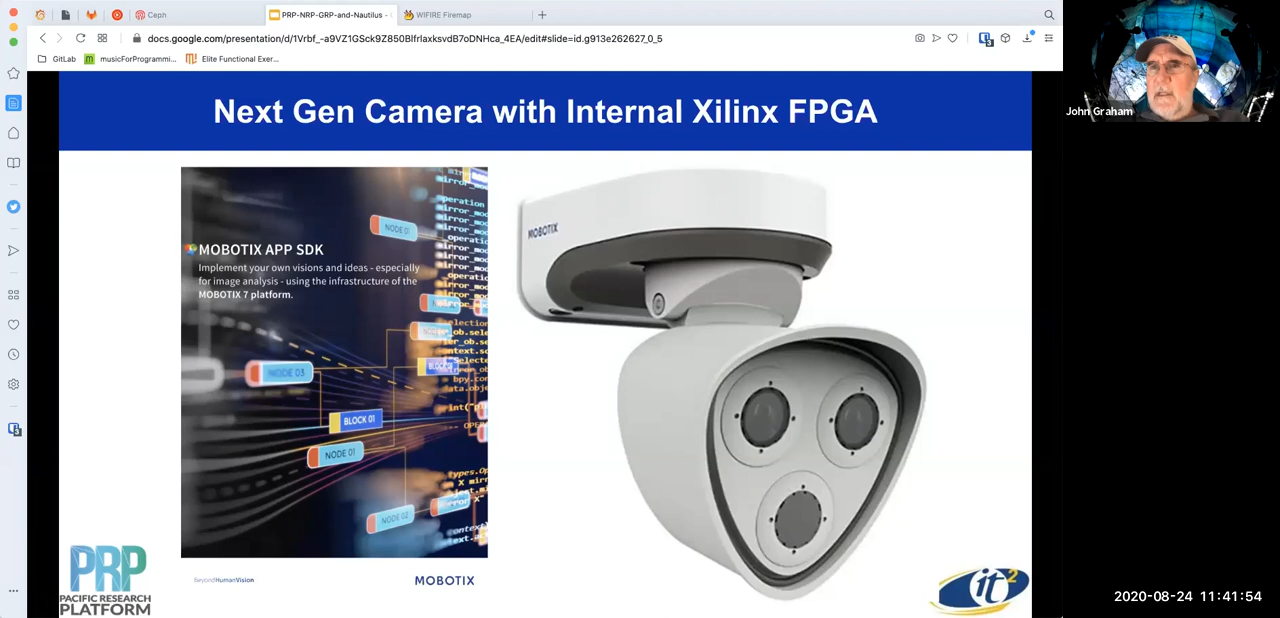 Ceph
PRP-NRP-GRP-and-Nautilus -
WIFIRE Firemap
docs.google.com/presentation/d/1Vrbf_-a9VZ1GSck9Z850BlfrlaxksvdB7oDNHca_4EA/edit#slide=id.g913e262627_0_5
GitLab
musicForProgrammi...
Elite Functional Exer...
John Graham
Next Gen Camera with Internal Xilinx FPGA
NODE 01
MOBOTIX APP SDK
Implement your own visions and ideas - especially
for image analysis - using the infrastructure of the
MOBOTIX 7 platform.
NODE 03
BLOCK 01
NODE 01
NODE 02
MOBOTIX
BeyondHumanVision
MOBOTIX
PRP
PACIFIC RESEARCH
PLATFORM
it2
2020-08-24 11:41:54